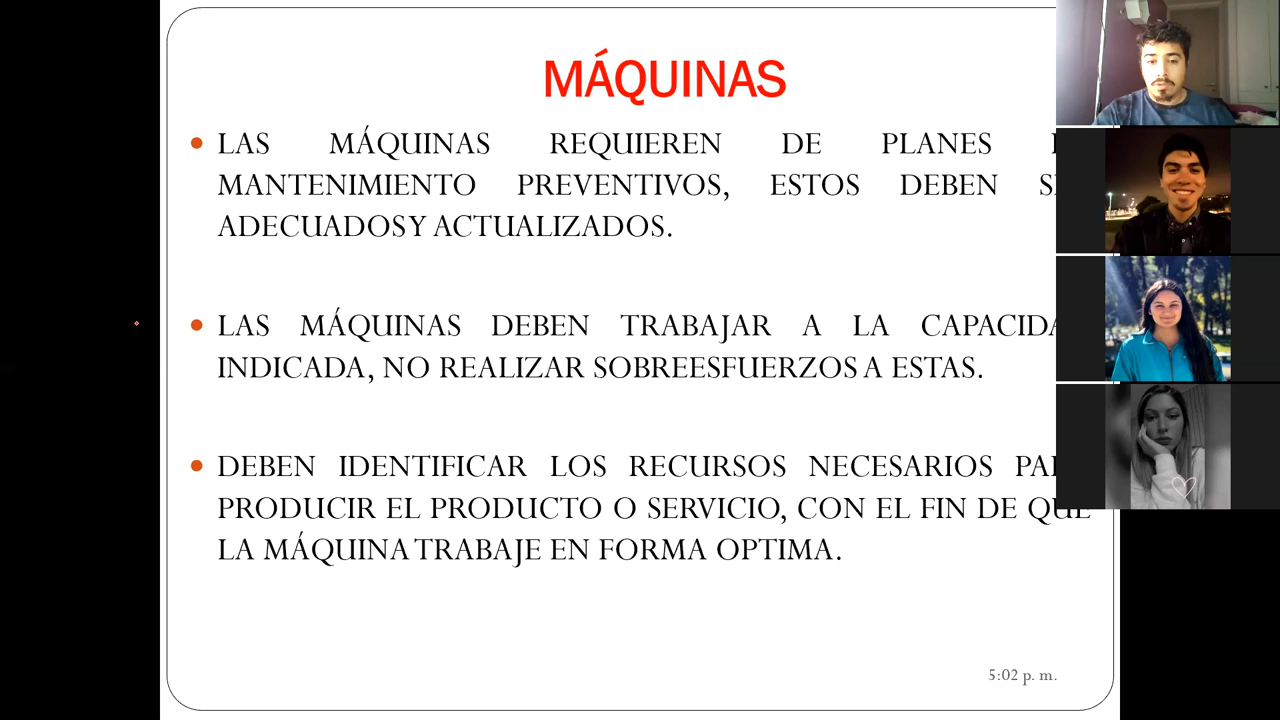 MÁQUINAS
LAS MÁQUINAS REQUIEREN DE PLANES
MANTENIMIENTO PREVENTIVOS, ESTOS DEBEN
ADECUADOS Y ACTUALIZADOS.
LAS MÁQUINAS DEBEN TRABAJAR A LA
INDICADA, NO REALIZAR SOBREESFUERZOS A ESTAS.
DEBEN IDENTIFICAR LOS RECURSOS NECESARIOS
PRODUCIR EL PRODUCTO O SERVICIO, CON EL FIN DE QUE
LA MÁQUINA TRABAJE EN FORMA OPTIMA.
5:02 p. m.